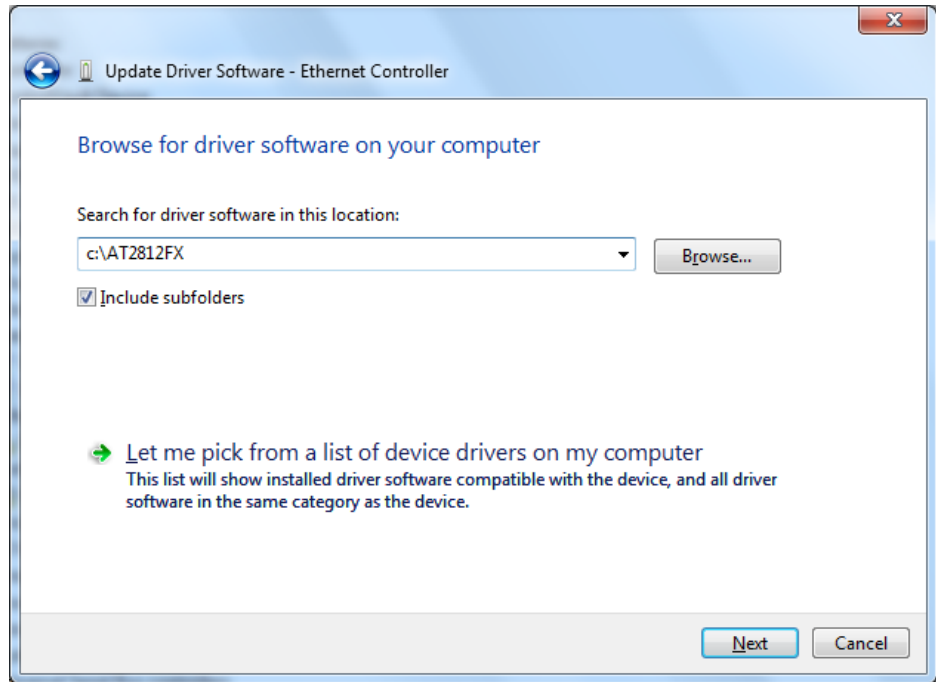 Update Driver Software - Ethernet Controller
Browse for driver software on your computer
Search for driver software in this location:
c:\AT2812FX
Browse...
Include subfolders
Let me pick from a list of device drivers on my computer
This list will show installed driver software compatible with the device, and all driver
software in the same category as the device.
Next
Cancel